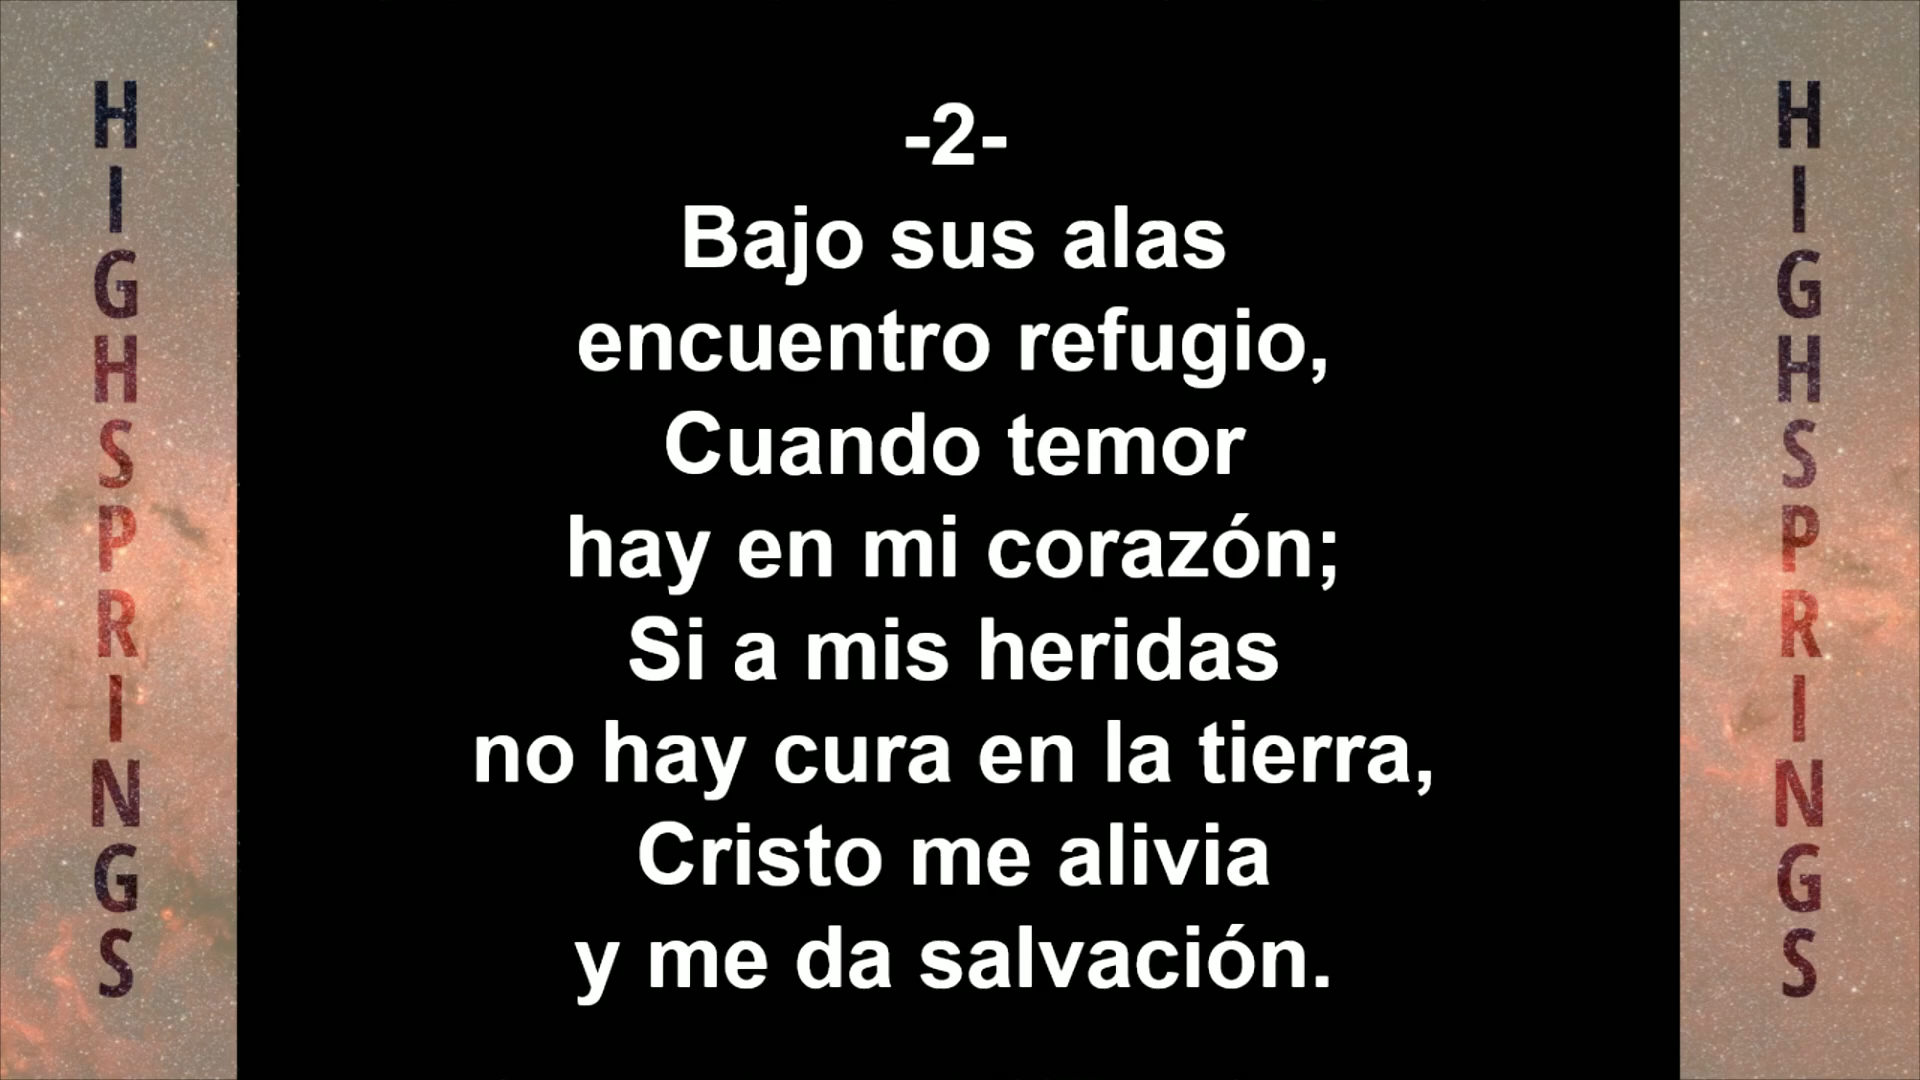 HIGHSPRINGS
-2-
Bajo sus alas
encuentro refugio,
Cuando temor
hay en mi corazón;
Si a mis heridas
no hay cura en la tierra,
Cristo me alivia
y me da salvación.
HIGHSPRINGS